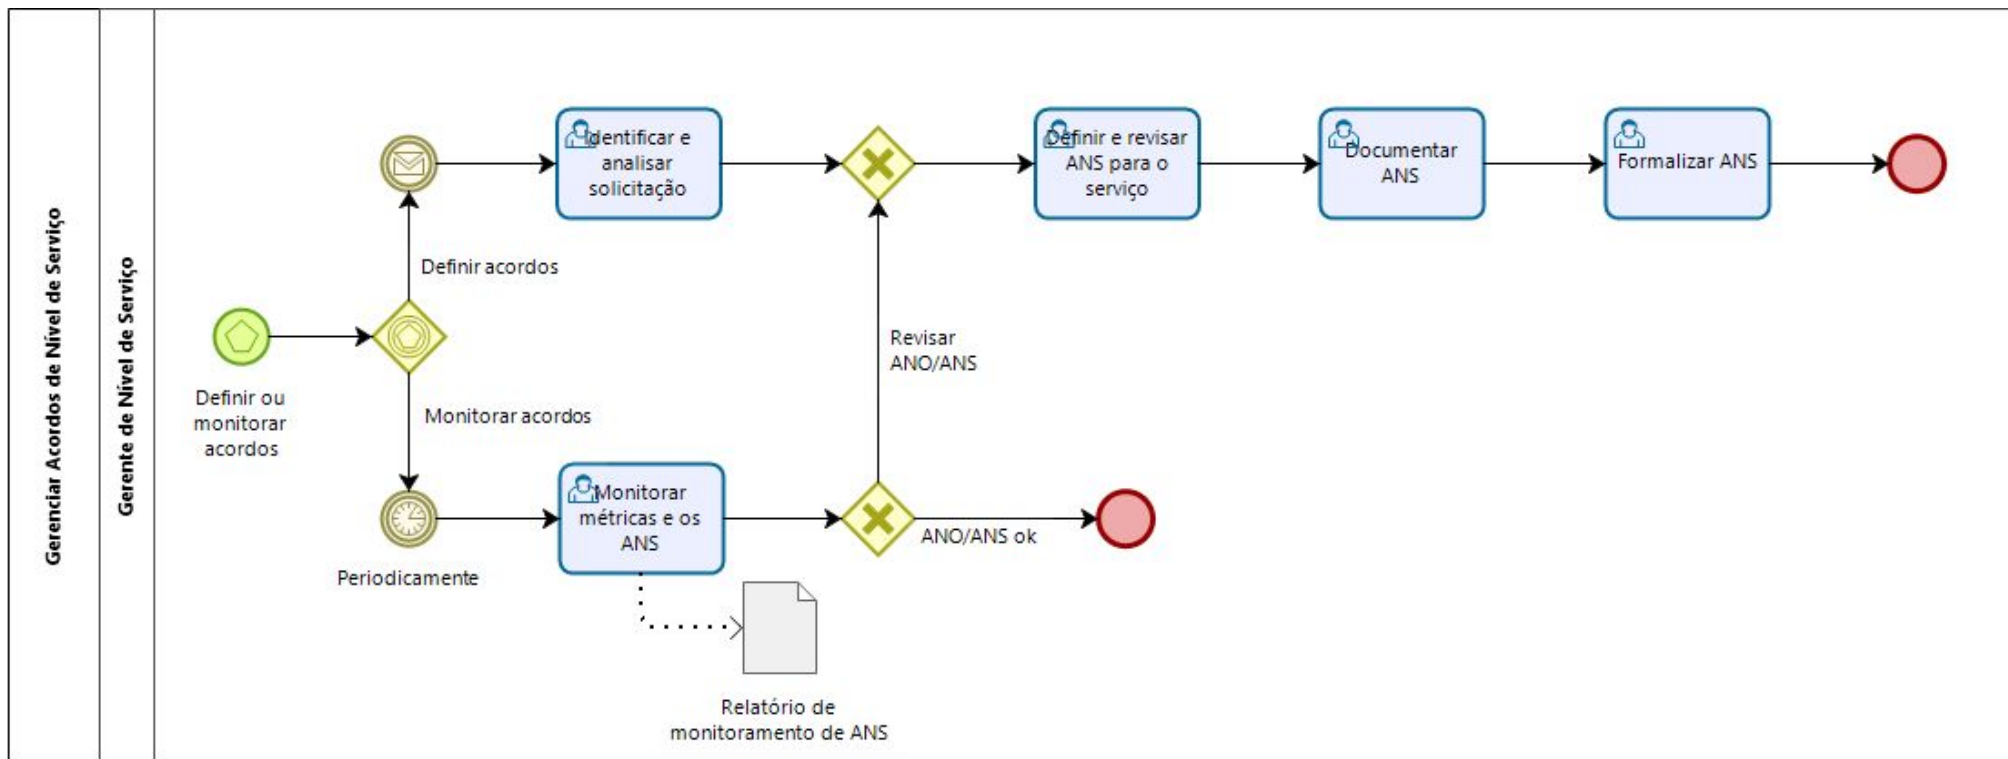 Gerenciar Acordos de Nível de Serviço
Gerente de Nível de Serviço
Definir ou
monitorar
acordos
Definir acordos
Monitorar acordos
Periodicamente
Identificar e
analisar
solicitação
Monitorar
métricas e os
ANS
Relatório de
monitoramento de ANS
Revisar
ANO/ANS
ANO/ANS ok
Definir e revisar
ANS para o
serviço
Documentar
ANS
Formalizar ANS